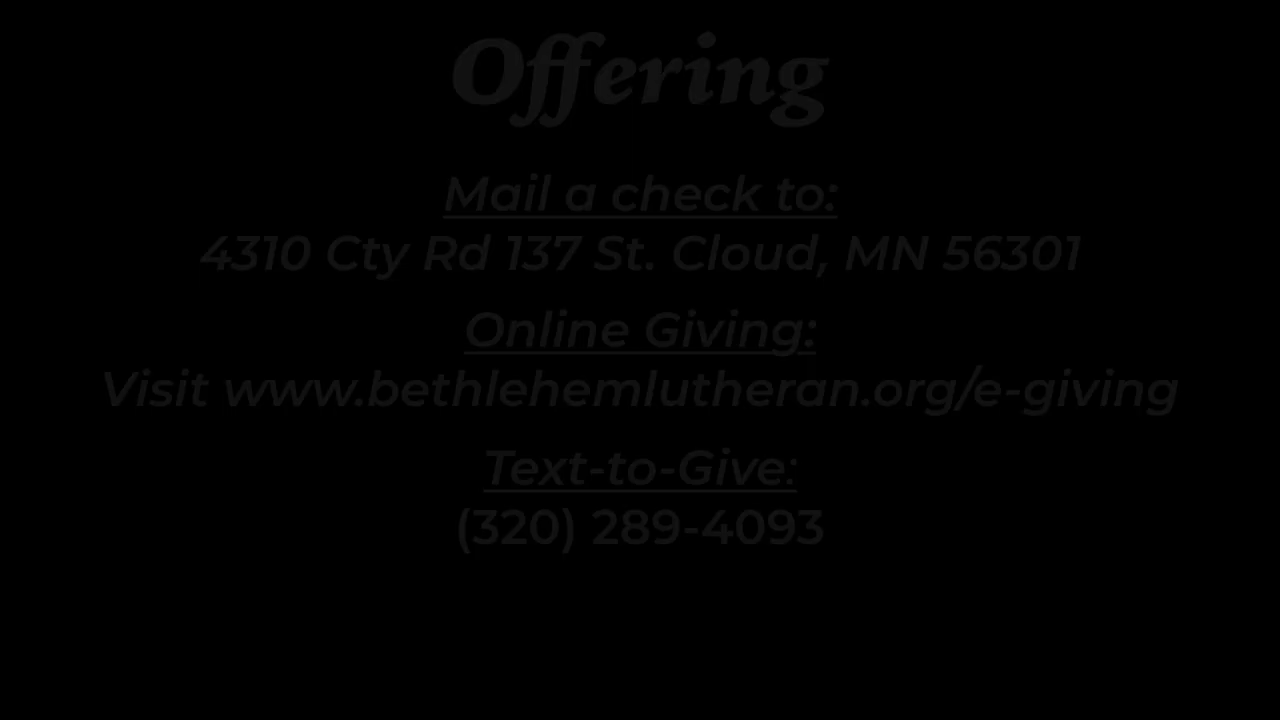 Offering
Mail a check to:
4310 Cty Rd 137 St. Cloud, MN 56301
Online Giving:
Visit www.bethlehemlutheran.org/e-giving
Text-to-Give:
(320) 289-4093